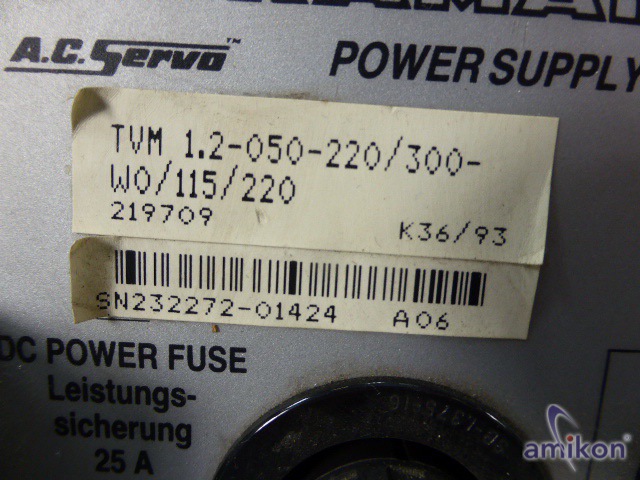 A.C. Servo™
POWER SUPPLY
TVM 1.2-050-220/300-
W0/115/220
219709
K36/93
SN232272-01424 A06
DC POWER FUSE
Leistungs-
sicherung
25 A
amikon®